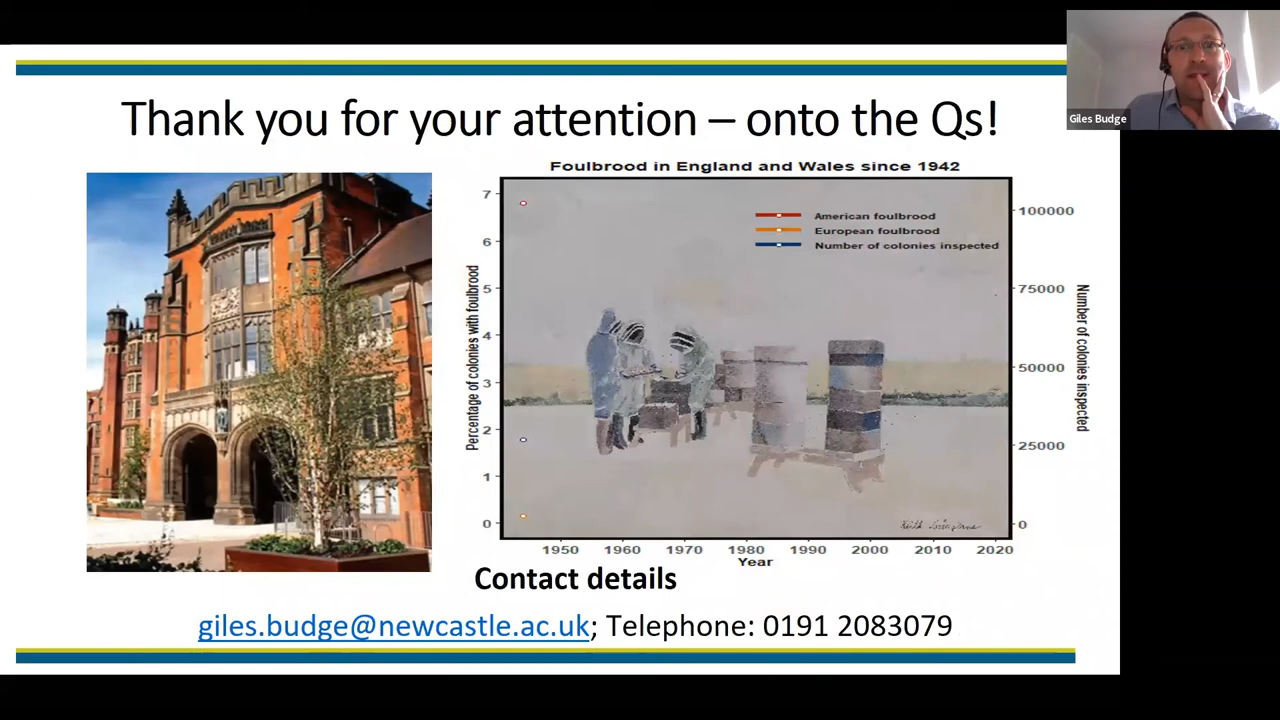 Thank you for your attention – onto the Qs!
Giles Budge
Foulbrood in England and Wales since 1942
American foulbrood
European foulbrood
Number of colonies inspected
Percentage of colonies with foulbrood
7
6
5
4
3
2
1
0
100000
75000
50000
25000
0
Number of colonies inspected
1950 1960 1970 1980 1990 2000 2010 2020
Year
Contact details
giles.budge@newcastle.ac.uk; Telephone: 0191 2083079